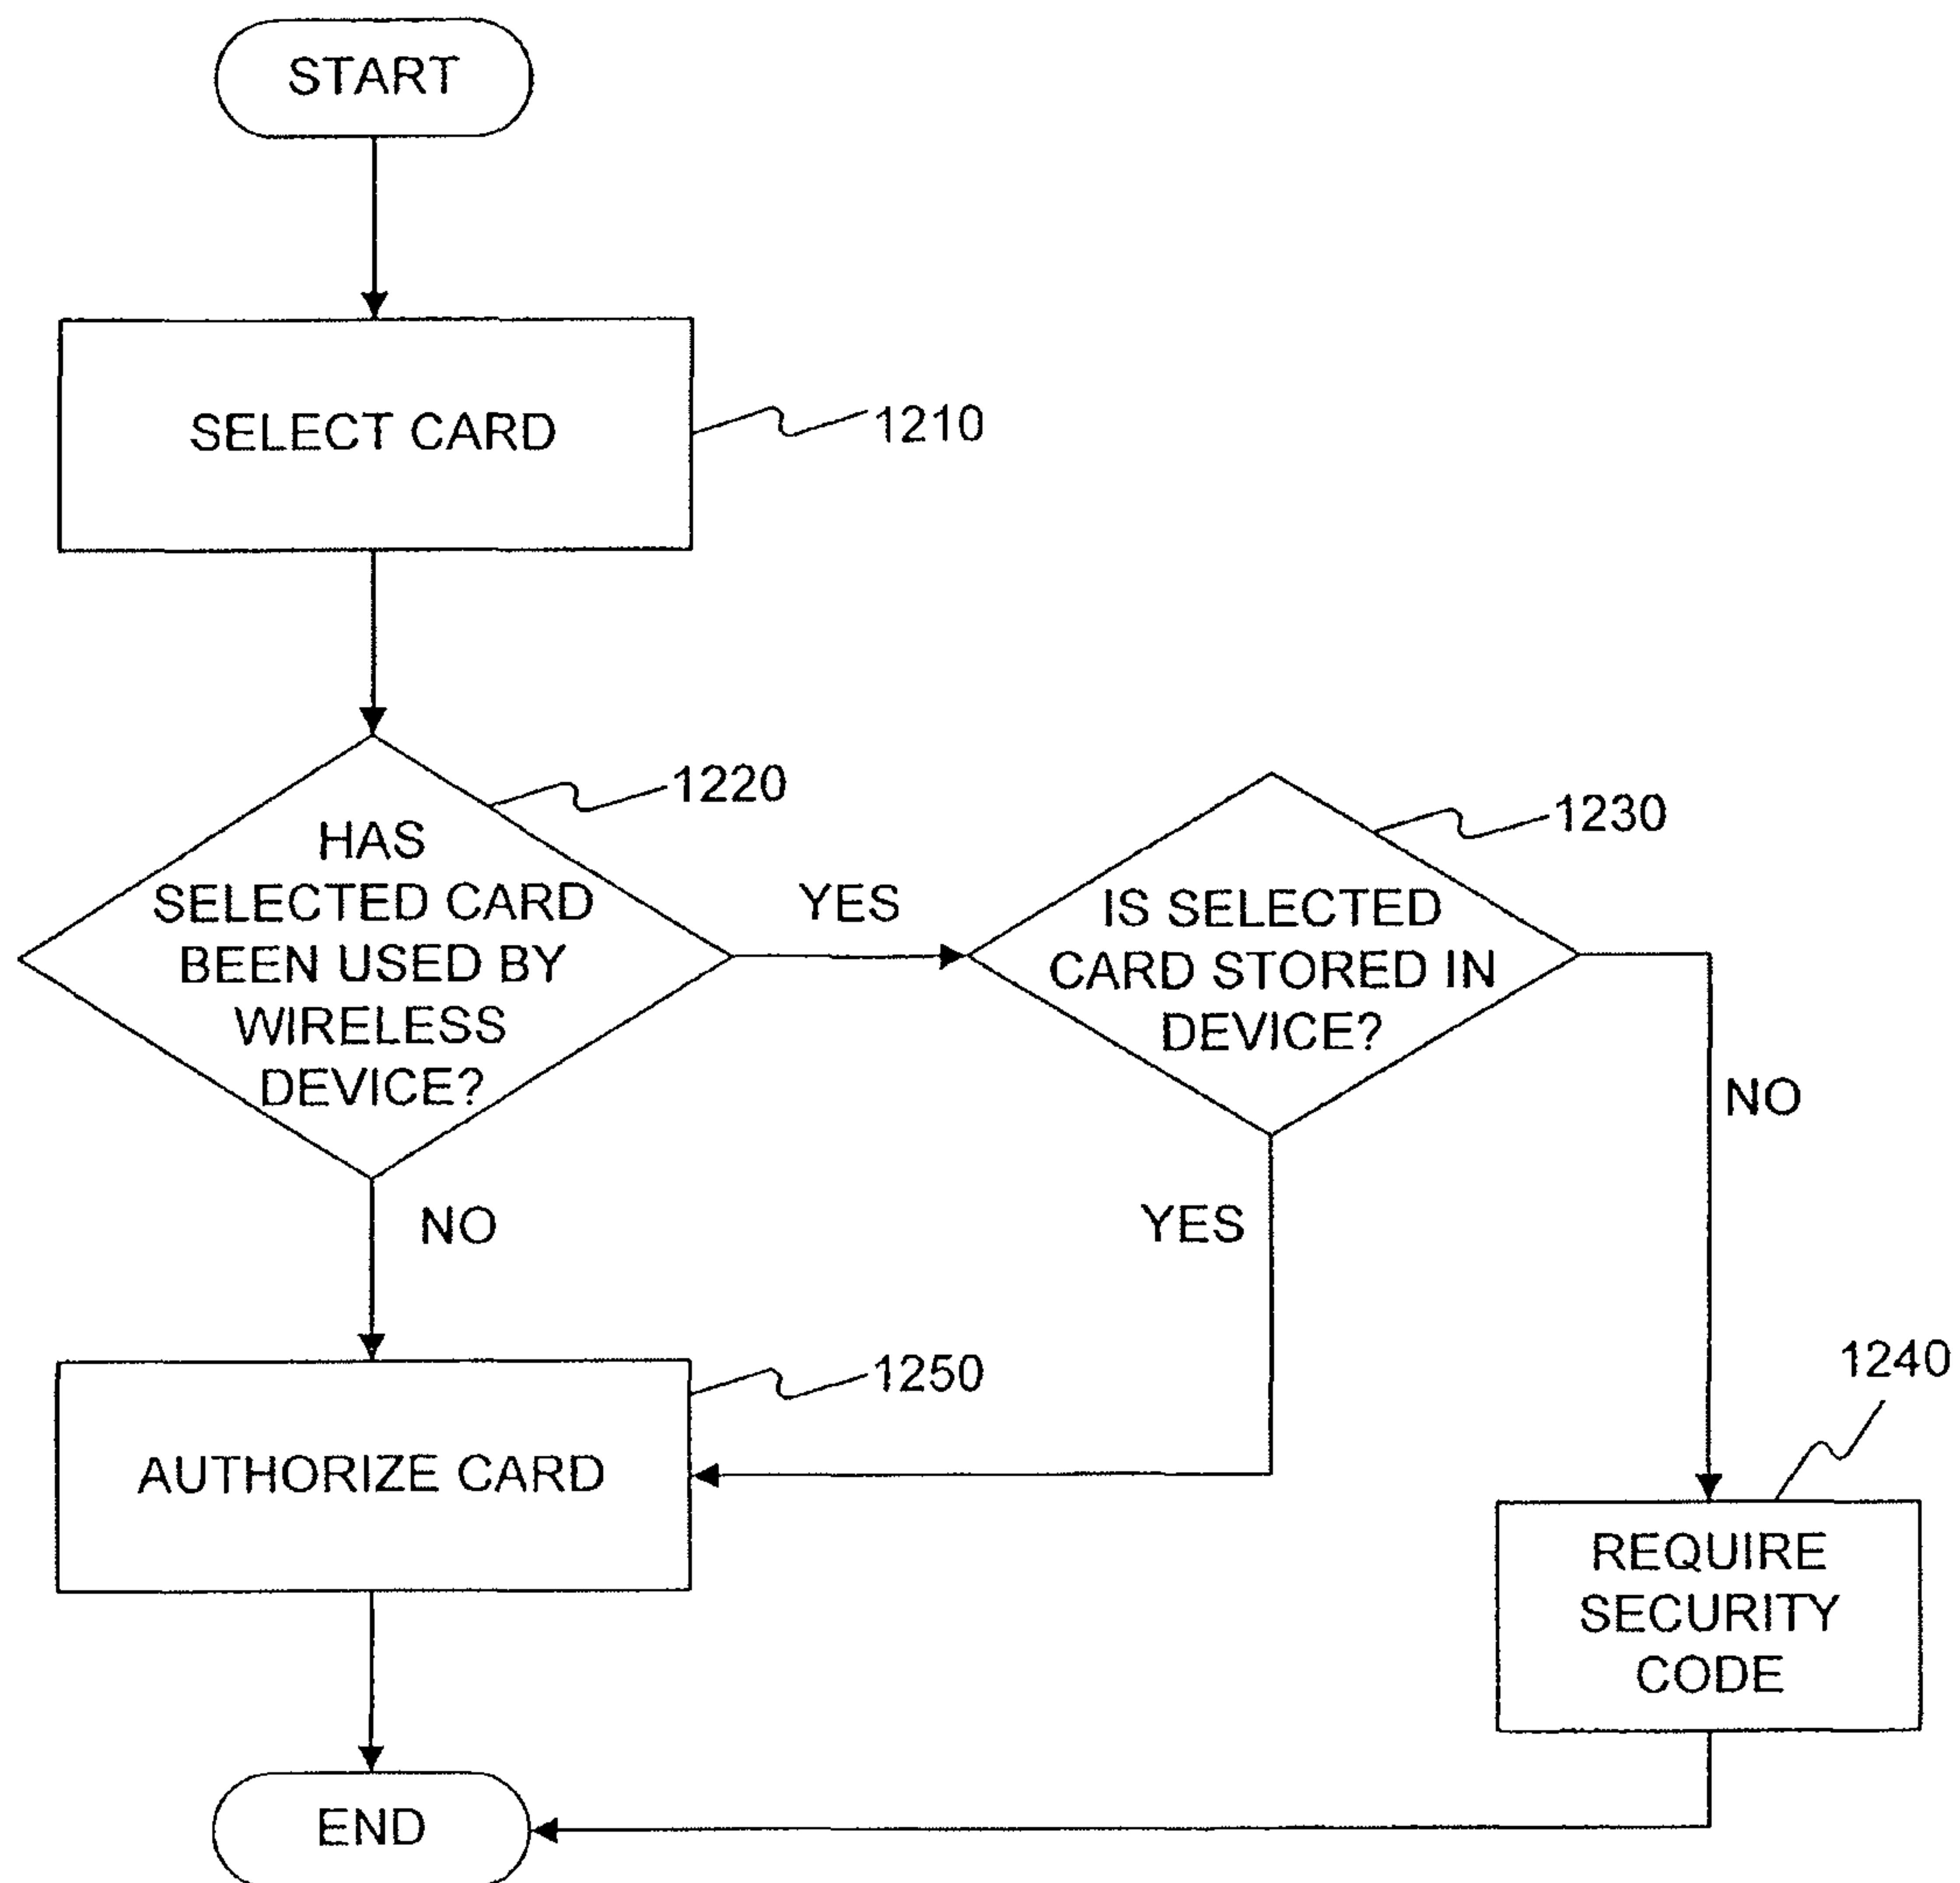 START
SELECT CARD
1210
HAS
SELECTED CARD
BEEN USED BY
WIRELESS
DEVICE?
1220
YES
NO
IS SELECTED
CARD STORED IN
DEVICE?
1230
YES
NO
AUTHORIZE CARD
1250
REQUIRE
SECURITY
CODE
1240
END